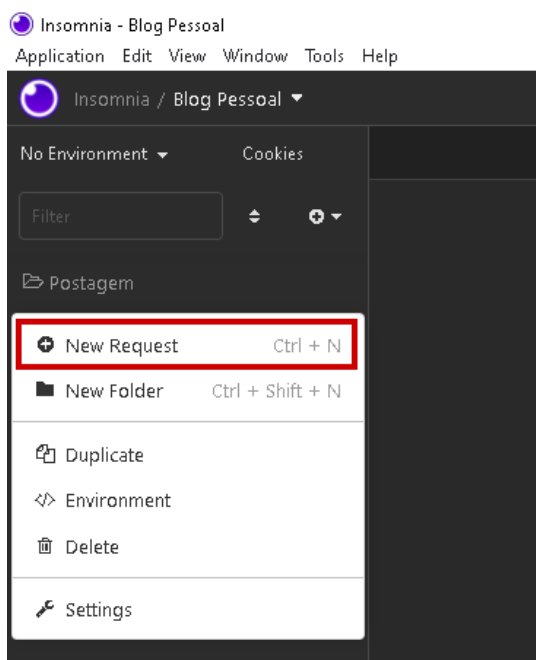 Insomnia - Blog Pessoal
Application Edit View Window Tools Help
Insomnia / Blog Pessoal
No Environment Cookies
Filter
Postagem
New Request Ctrl + N
New Folder Ctrl + Shift + N
Duplicate
Environment
Delete
Settings